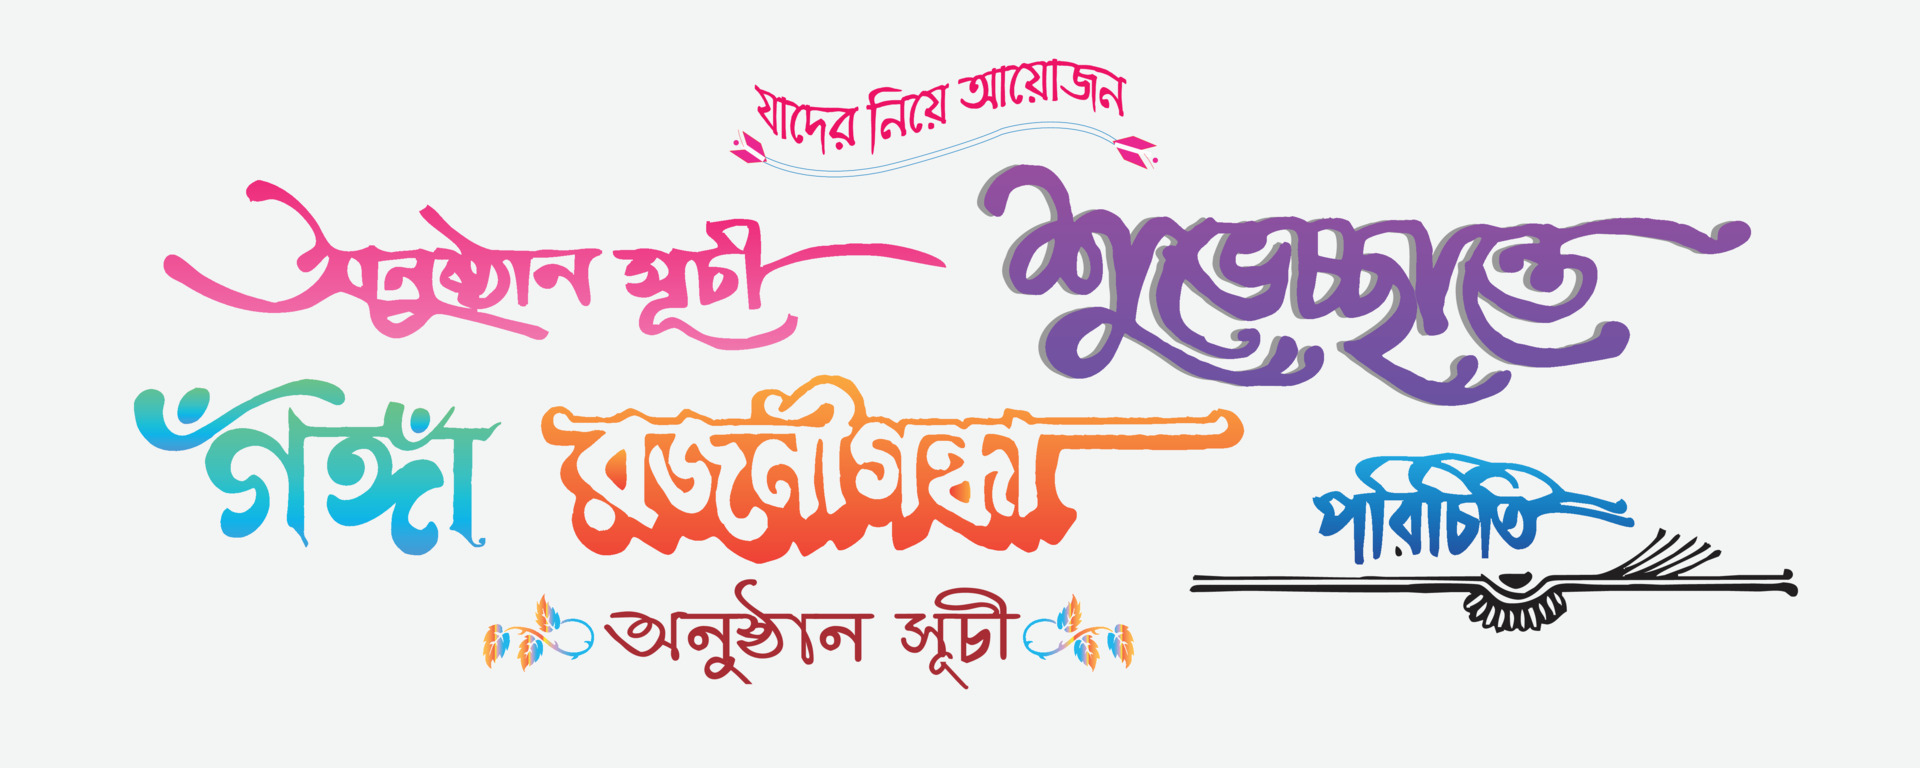 যাদের নিয়ে আয়োজন
অনুষ্ঠান সূচী
শুভেচ্ছান্তে
গঙ্গাঁ
রজনীগন্ধা
পরিচিতি
অনুষ্ঠান সূচী